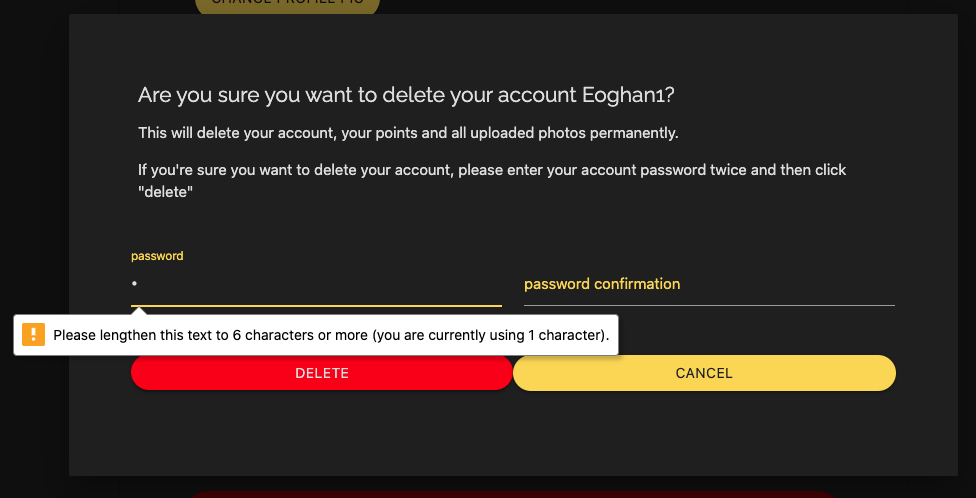 CHANGE PROFILE PIC
Are you sure you want to delete your account Eoghan1?
This will delete your account, your points and all uploaded photos permanently.
If you're sure you want to delete your account, please enter your account password twice and then click
"delete"
password
•
password confirmation
Please lengthen this text to 6 characters or more (you are currently using 1 character).
DELETE
CANCEL